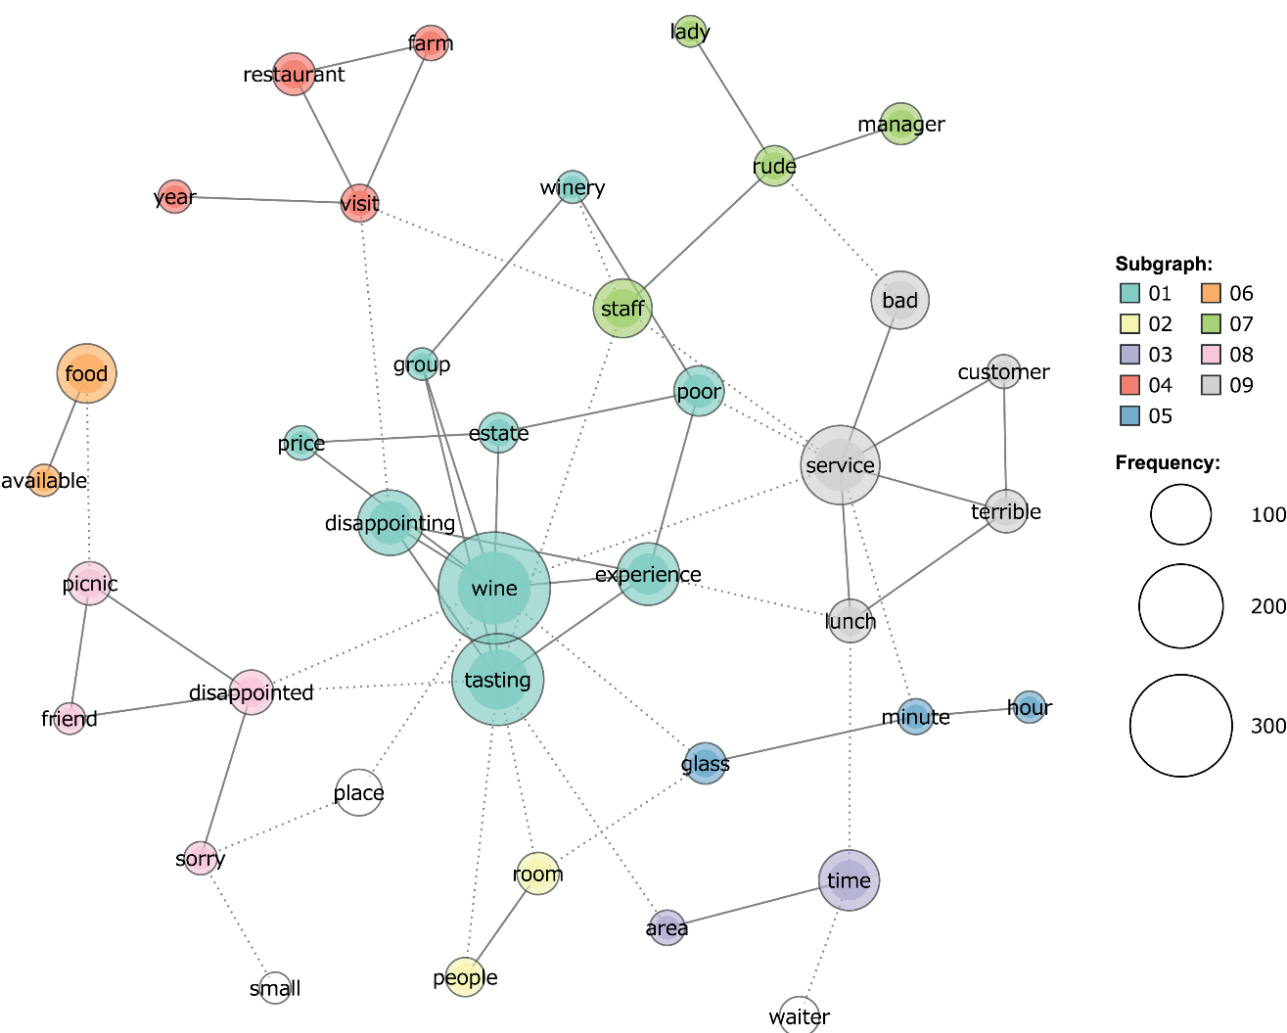 lady
farm
restaurant
manager
rude
winery
year
visit
bad
staff
group
customer
food
poor
estate
price
service
available
terrible
disappointing
experience
picnic
wine
lunch
tasting
disappointed
hour
friend
minute
glass
place
sorry
room
time
area
people
small
waiter
Subgraph:
01 06
02 07
03 08
04 09
05
Frequency:
100
200
300